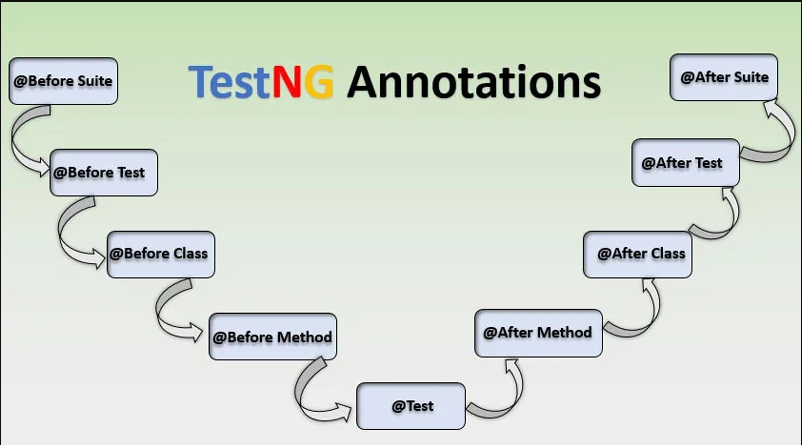 TestNG Annotations
@Before Suite
@Before Test
@Before Class
@Before Method
@Test
@After Method
@After Class
@After Test
@After Suite